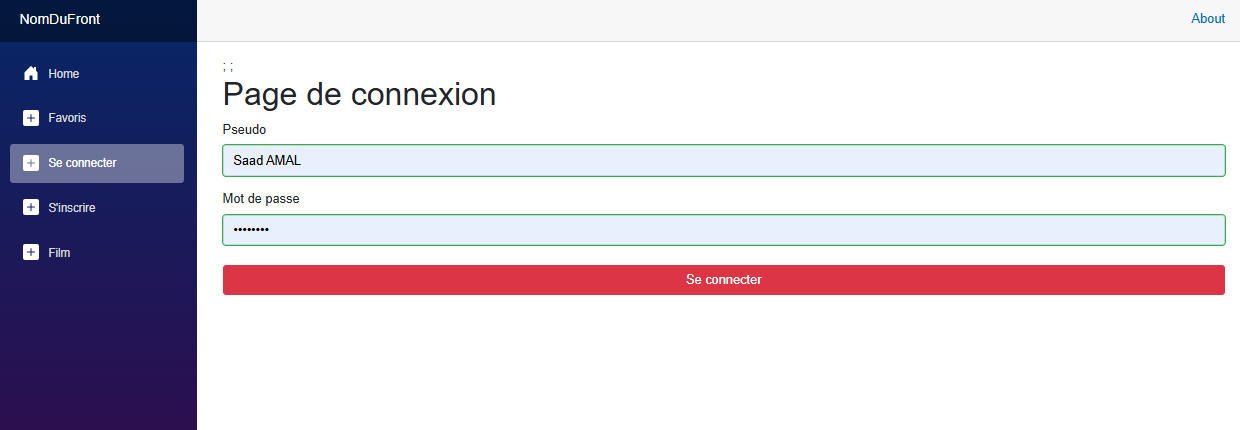 NomDuFront
About
Home
Favoris
Se connecter
S'inscrire
Film
; ;
Page de connexion
Pseudo
Saad AMAL
Mot de passe
••••••••
Se connecter